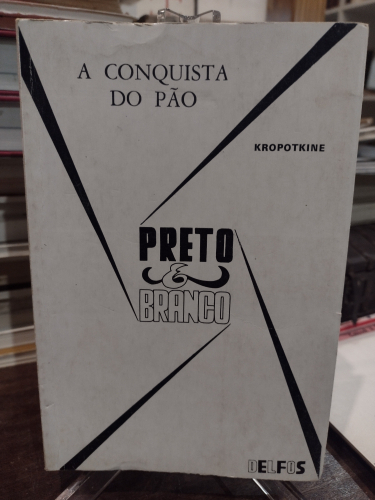 A CONQUISTA
DO PÃO
KROPOTKINE
PRETO
&
BRANCO
DELFOS